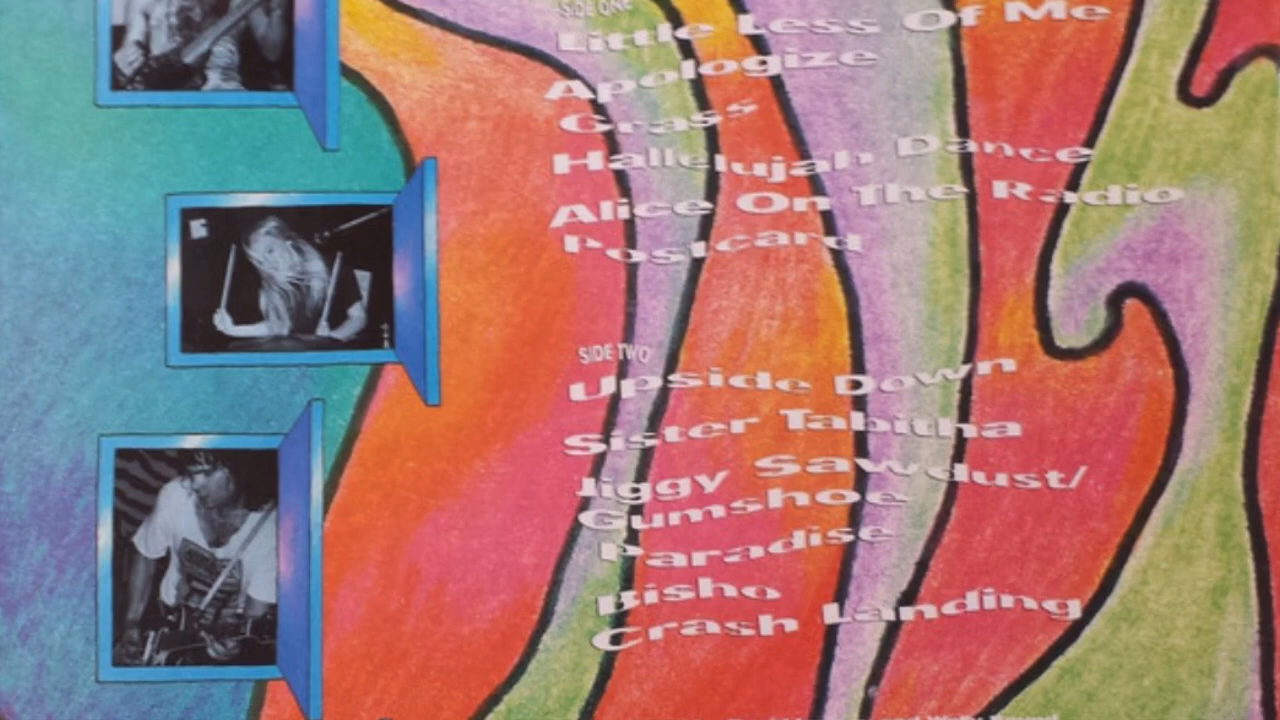 SIDE ONE
Little Less Of Me
Apologize
Grass
Hallelujah Dance
Alice On The Radio
Postcard
SIDE TWO
Upside Down
Sister Tabitha
Jiggy Sawdust/
Gumshoe
Paradise
Bisho
Crash Landing